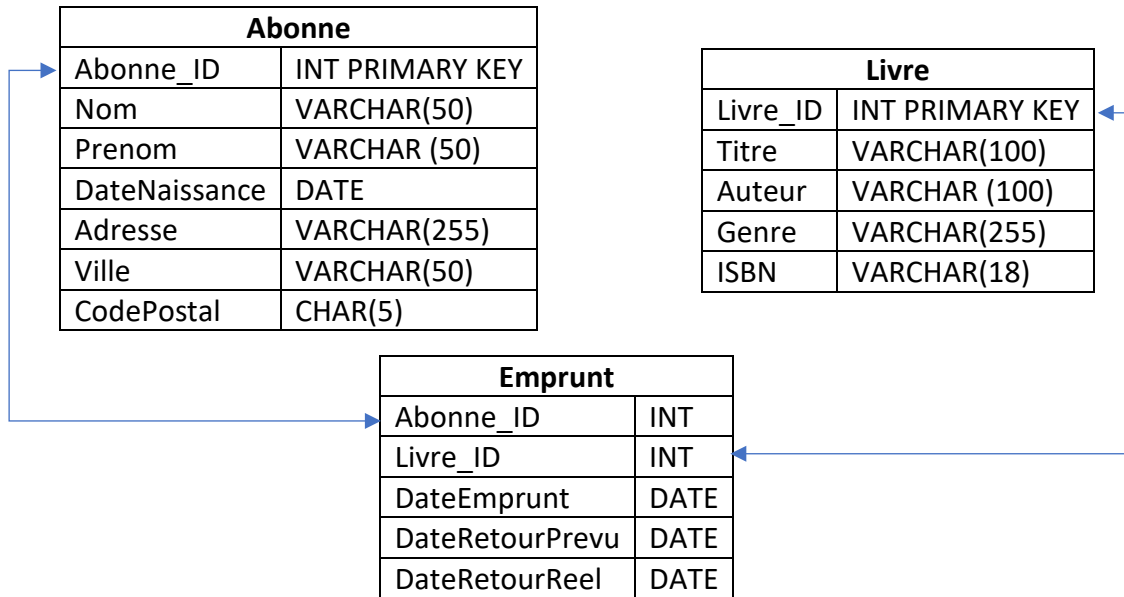 Abonne
Abonne_ID INT PRIMARY KEY
Nom VARCHAR(50)
Prenom VARCHAR (50)
DateNaissance DATE
Adresse VARCHAR(255)
Ville VARCHAR(50)
CodePostal CHAR(5)
Livre
Livre_ID INT PRIMARY KEY
Titre VARCHAR(100)
Auteur VARCHAR (100)
Genre VARCHAR(255)
ISBN VARCHAR(18)
Emprunt
Abonne_ID INT
Livre_ID INT
DateEmprunt DATE
DateRetourPrevu DATE
DateRetourReel DATE